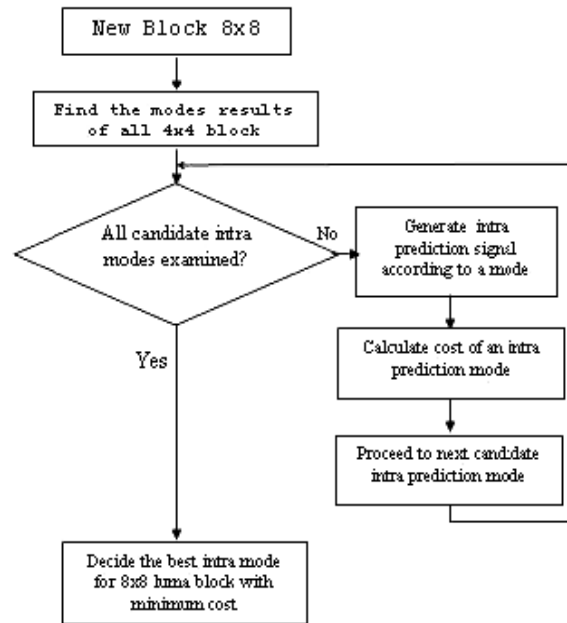 New Block 8x8
Find the modes results
of all 4x4 block
All candidate intra
modes examined?
No
Generate intra
prediction signal
according to a mode
Yes
Calculate cost of an intra
prediction mode
Proceed to next candidate
intra prediction mode
Decide the best intra mode
for 8x8 luma block with
minimum cost